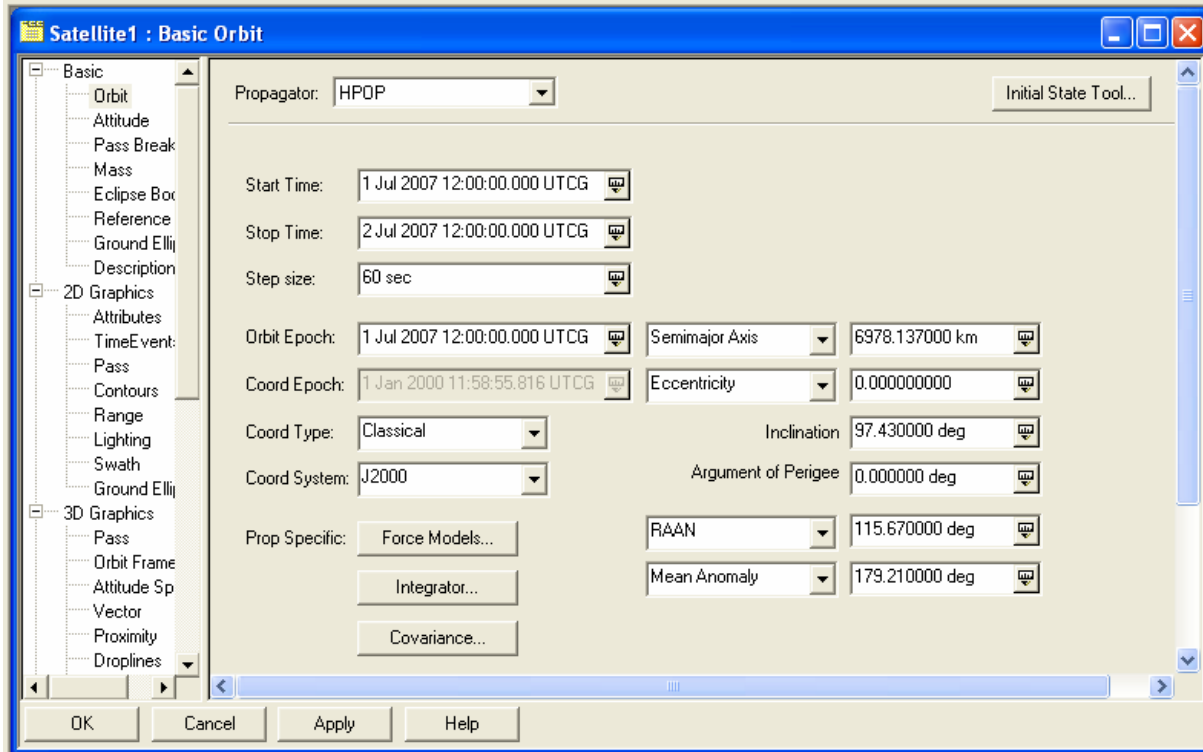 Satellite1 : Basic Orbit
Basic
Orbit
Attitude
Pass Break
Mass
Eclipse Bod
Reference
Ground Ellip
Description
2D Graphics
Attributes
TimeEvents
Pass
Contours
Range
Lighting
Swath
Ground Ellip
3D Graphics
Pass
Orbit Frame
Attitude Sp
Vector
Proximity
Droplines
Propagator: HPOP
Initial State Tool...
Start Time: 1 Jul 2007 12:00:00.000 UTCG
Stop Time: 2 Jul 2007 12:00:00.000 UTCG
Step size: 60 sec
Orbit Epoch: 1 Jul 2007 12:00:00.000 UTCG Semimajor Axis 6978.137000 km
Coord Epoch: 1 Jan 2000 11:58:55.816 UTCG Eccentricity 0.000000000
Coord Type: Classical Inclination 97.430000 deg
Coord System: J2000 Argument of Perigee 0.000000 deg
Prop Specific: Force Models... RAAN 115.670000 deg
Integrator... Mean Anomaly 179.210000 deg
Covariance...
OK Cancel Apply Help